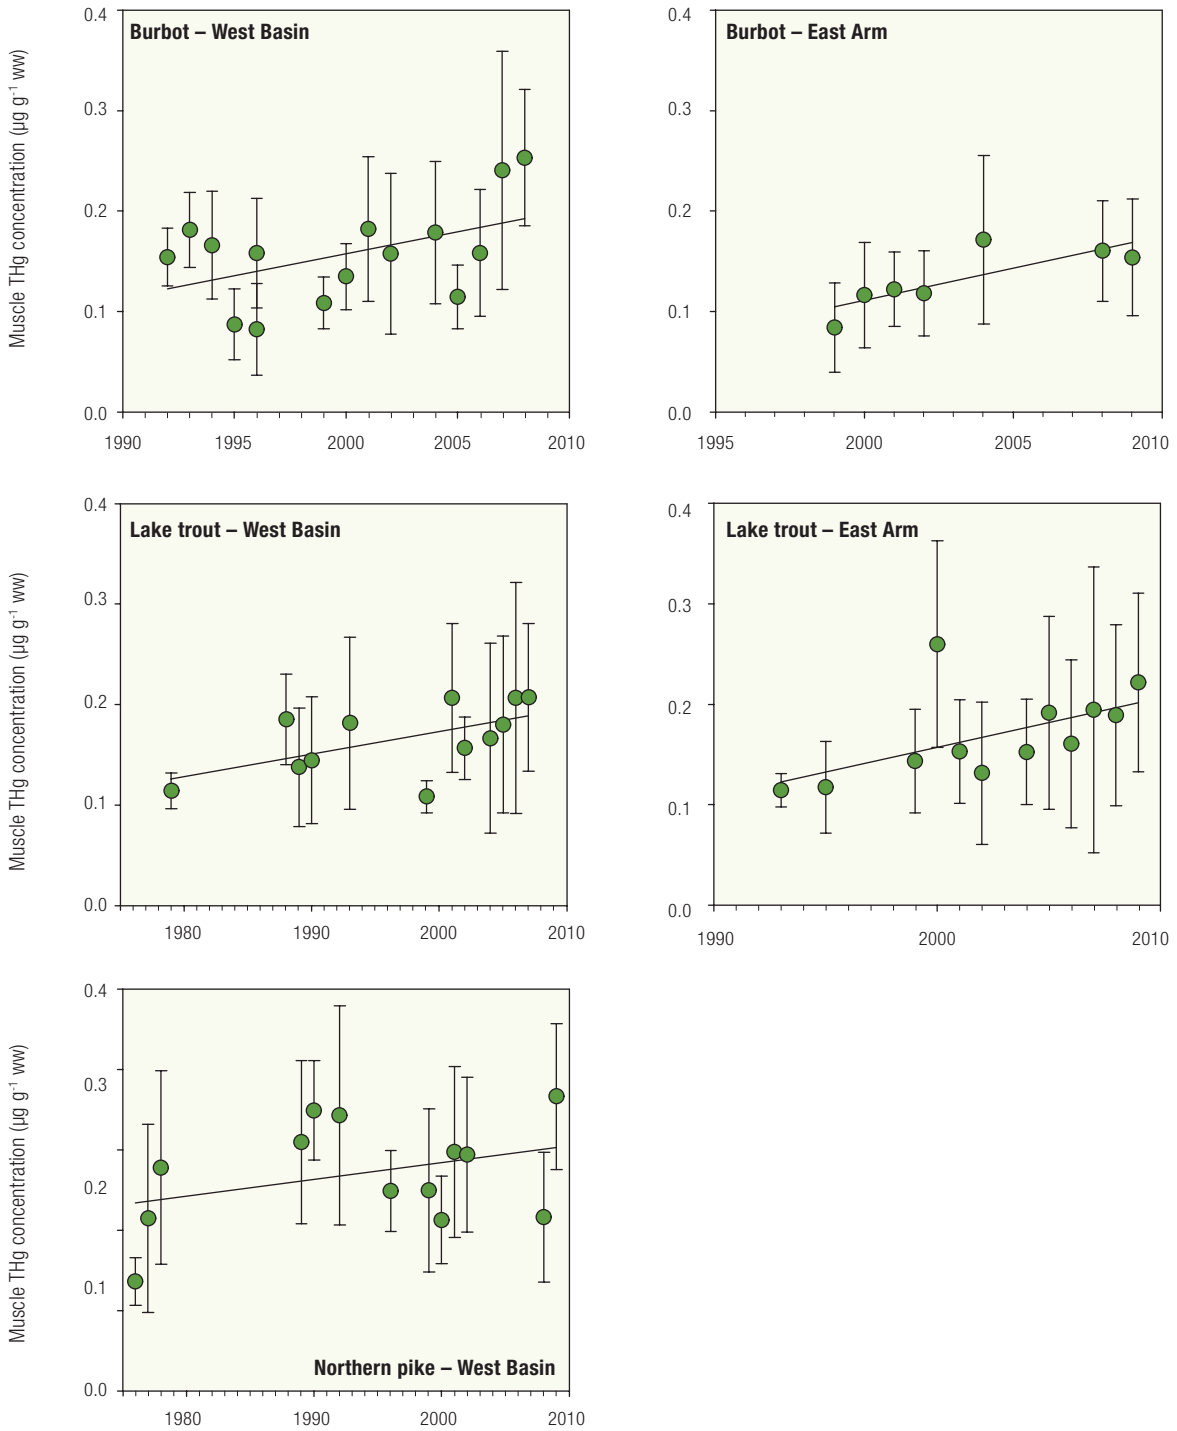 Muscle THg concentration (µg g-1 ww)
Burbot – West Basin
0.4
0.3
0.2
0.1
0.0
1990 1995 2000 2005 2010
Burbot – East Arm
0.4
0.3
0.2
0.1
0.0
1995 2000 2005 2010
Muscle THg concentration (µg g-1 ww)
Lake trout – West Basin
0.4
0.3
0.2
0.1
0.0
1980 1990 2000 2010
Lake trout – East Arm
0.4
0.3
0.2
0.1
0.0
1990 2000 2010
Muscle THg concentration (µg g-1 ww)
0.4
0.3
0.2
0.1
0.0
Northern pike – West Basin
1980 1990 2000 2010